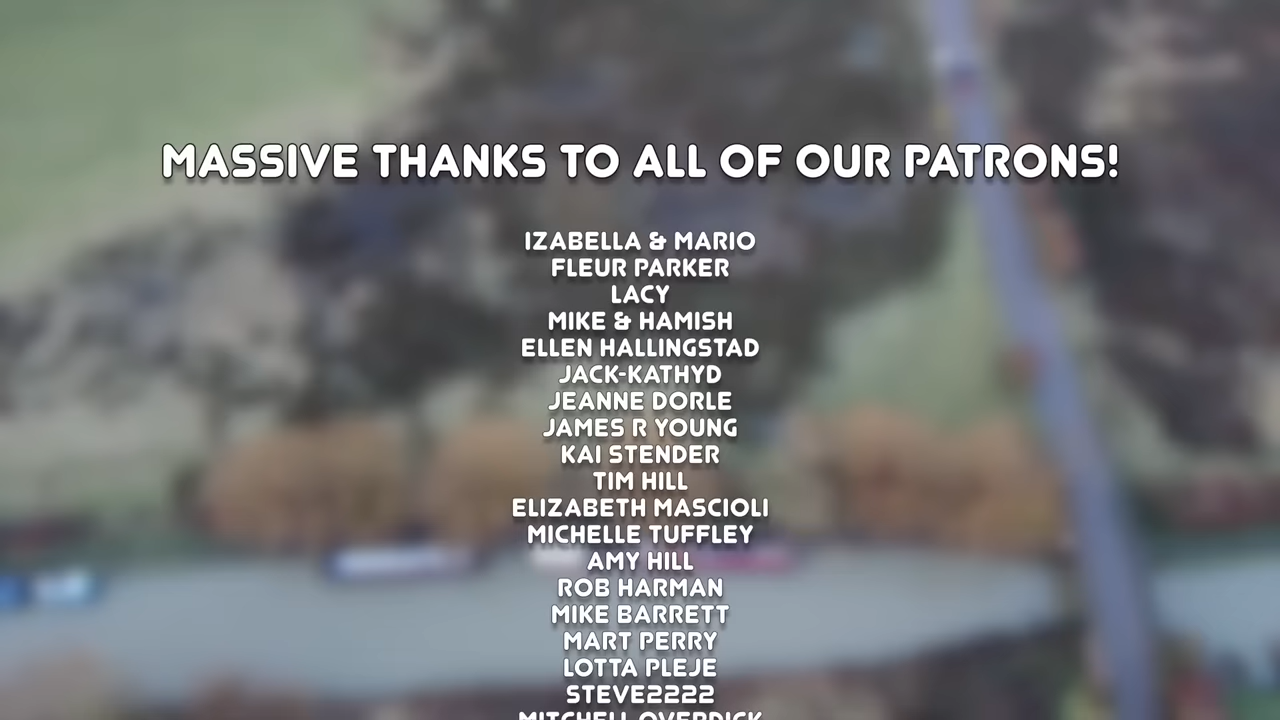 MASSIVE THANKS TO ALL OF OUR PATRONS!
IZABELLA & MARIO
FLEUR PARKER
LACY
MIKE & HAMISH
ELLEN HALLINGSTAD
JACK-KATHYD
JEANNE DORLE
JAMES R YOUNG
KAI STENDER
TIM HILL
ELIZABETH MASCIOLI
MICHELLE TUFFLEY
AMY HILL
ROB HARMAN
MIKE BARRETT
MART PERRY
LOTTA PLEJE
STEVE2222
MITCHELL OVERDICK